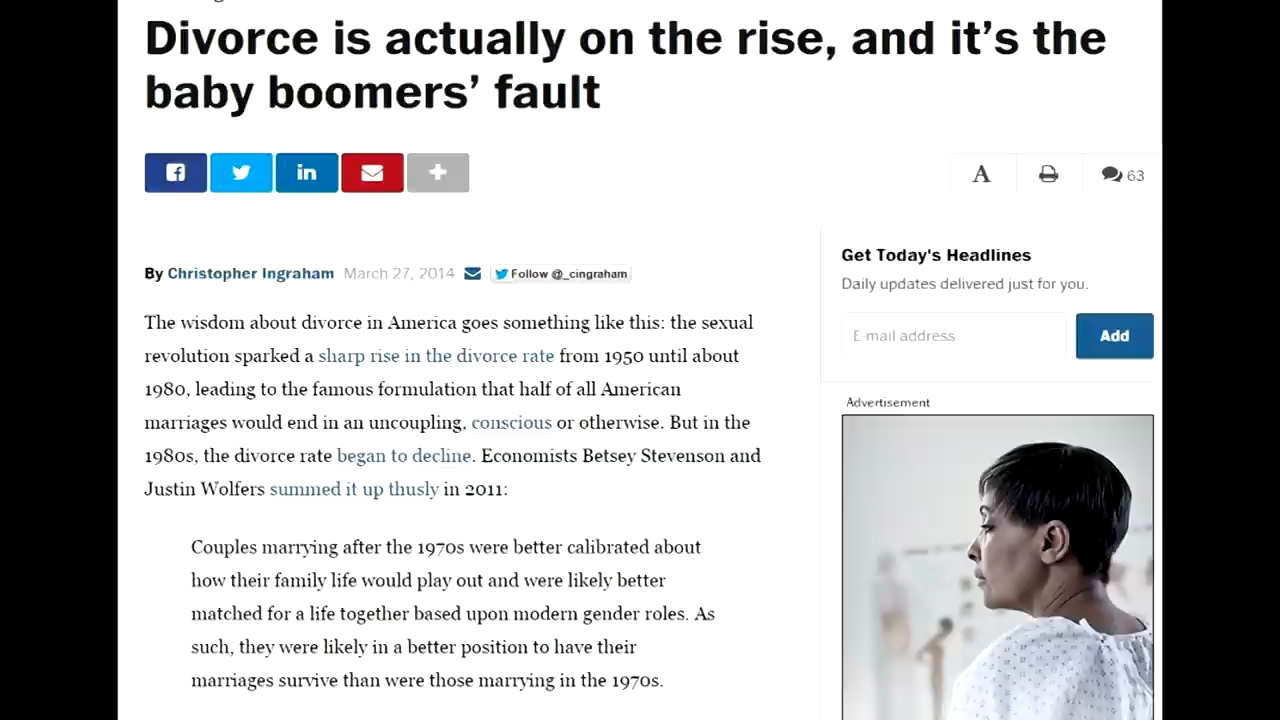 Divorce is actually on the rise, and it's the
baby boomers' fault
in
A
63
By Christopher Ingraham March 27, 2014 Follow @_cingraham
The wisdom about divorce in America goes something like this: the sexual
revolution sparked a sharp rise in the divorce rate from 1950 until about
1980, leading to the famous formulation that half of all American
marriages would end in an uncoupling, conscious or otherwise. But in the
1980s, the divorce rate began to decline. Economists Betsey Stevenson and
Justin Wolfers summed it up thusly in 2011:
Couples marrying after the 1970s were better calibrated about
how their family life would play out and were likely better
matched for a life together based upon modern gender roles. As
such, they were likely in a better position to have their
marriages survive than were those marrying in the 1970s.
Get Today's Headlines
Daily updates delivered just for you.
E-mail address Add
Advertisement